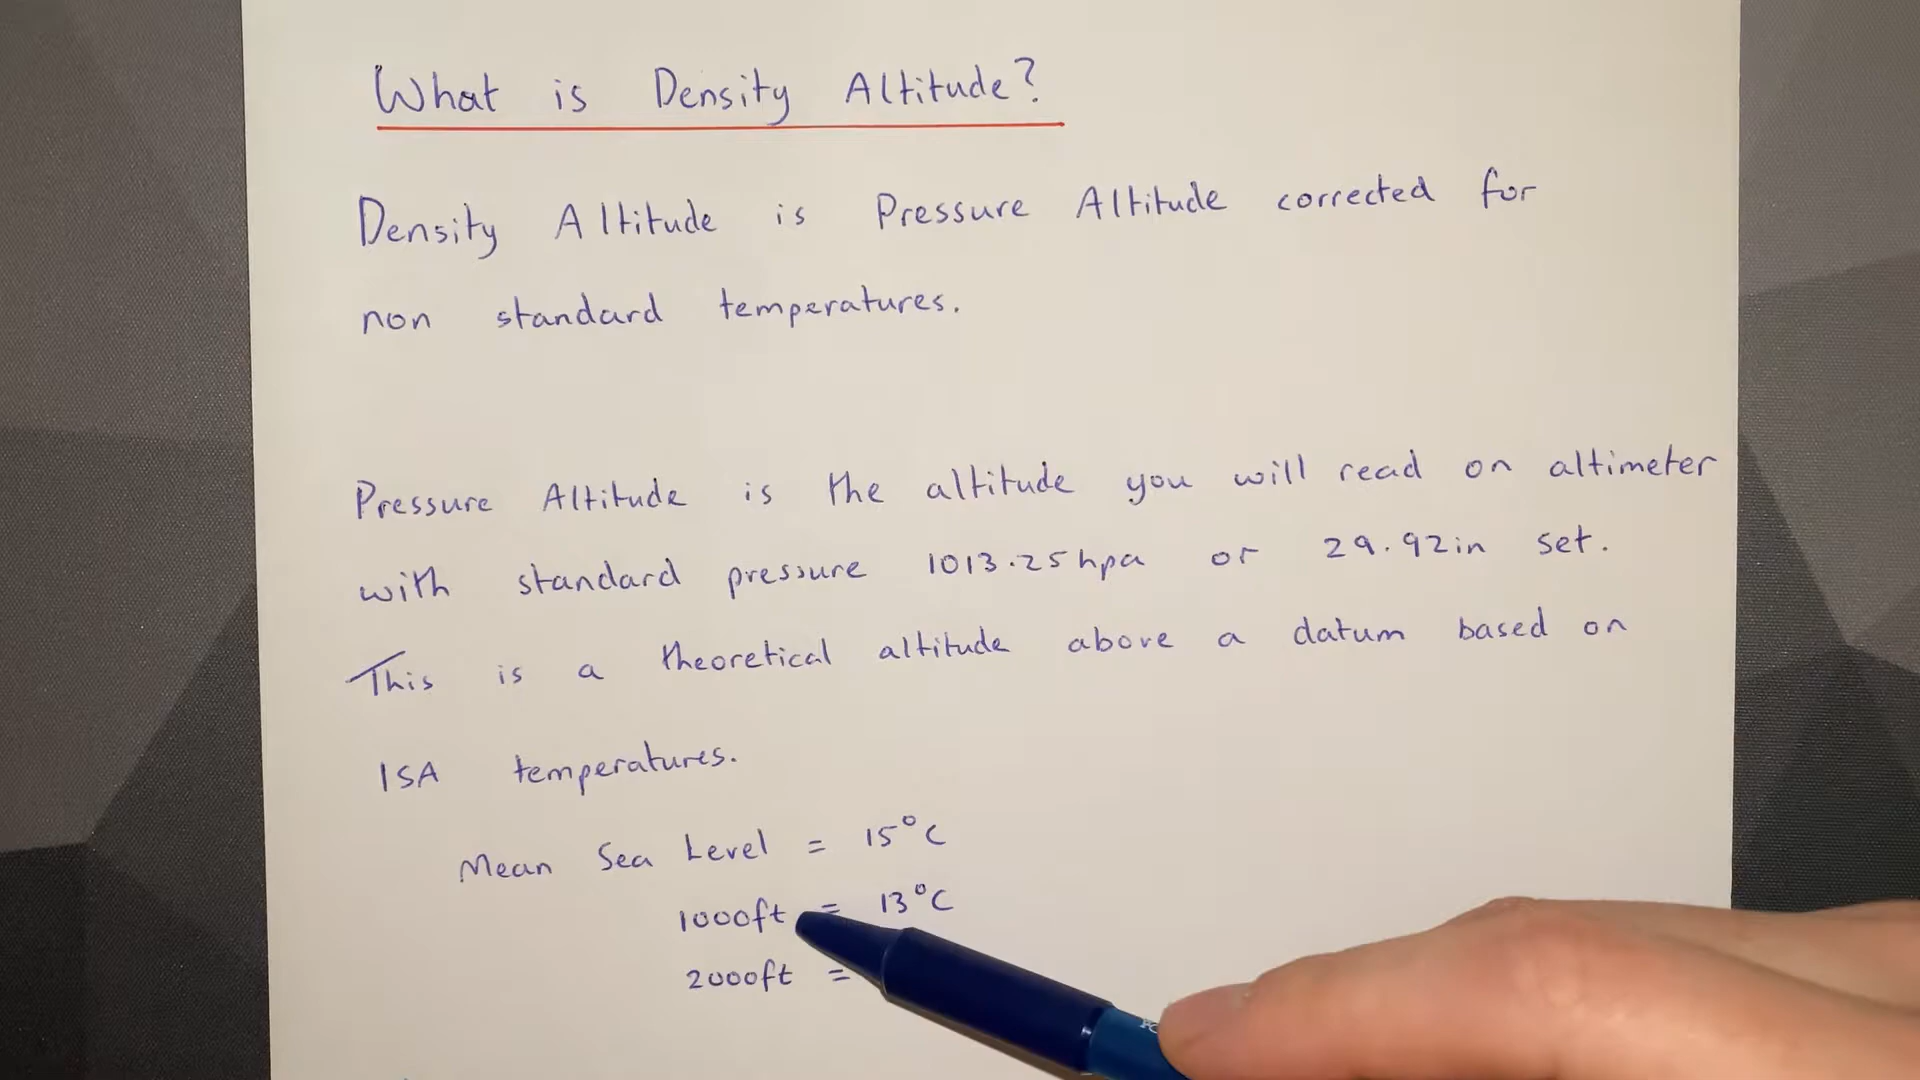 What is Density Altitude?
Density Altitude is Pressure Altitude corrected for
non standard temperatures.
Pressure Altitude is the altitude you will read on altimeter
with standard pressure 1013.25hpa or 29.92in set.
This is a theoretical altitude above a datum based on
ISA temperatures.
Mean Sea Level = 15°C
1000ft = 13°C
2000ft =